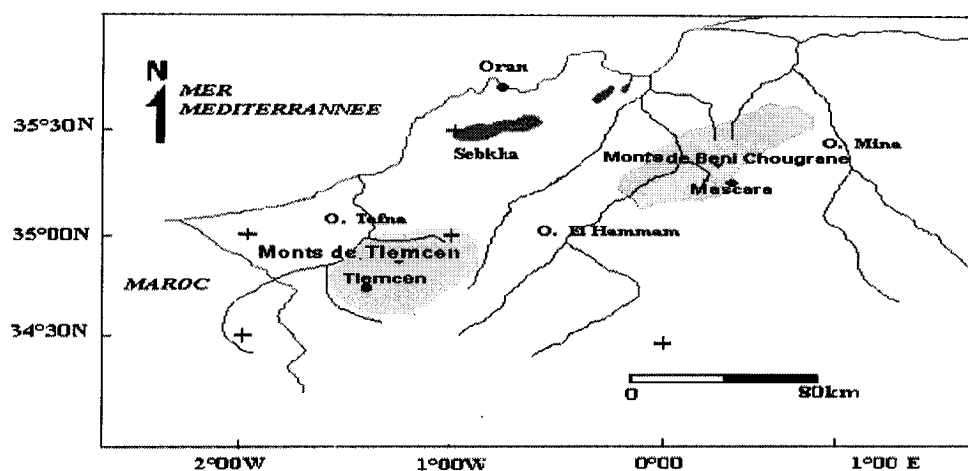 N
MER
MEDITERRANNEE
Oran
35°30N
Sebkha
O. Mina
Monts de Beni Chougrane
Mascara
O. Tafna
35°00N
O. El Hammam
Monts de Tlemcen
Tlemcen
MAROC
34°30N
0
80km
2°00W
1°00W
0°00
1°00 E